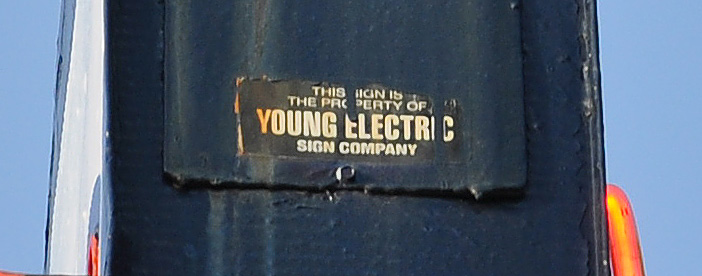 THIS SIGN IS
THE PROPERTY OF
YOUNG ELECTRIC
SIGN COMPANY